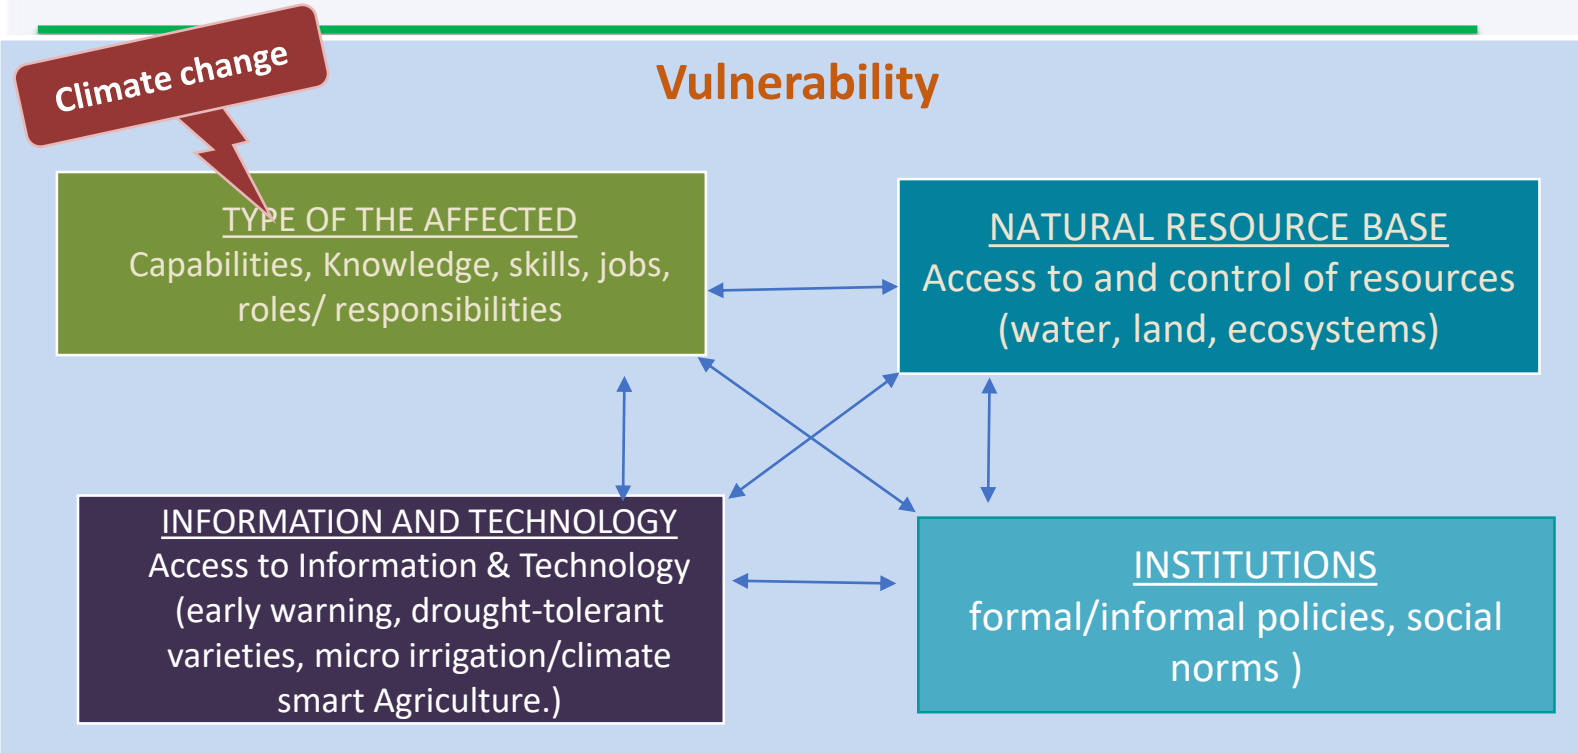 Climate change
Vulnerability
TYPE OF THE AFFECTED
Capabilities, Knowledge, skills, jobs,
roles/ responsibilities
NATURAL RESOURCE BASE
Access to and control of resources
(water, land, ecosystems)
INFORMATION AND TECHNOLOGY
Access to Information & Technology
(early warning, drought-tolerant
varieties, micro irrigation/climate
smart Agriculture.)
INSTITUTIONS
formal/informal policies, social
norms )